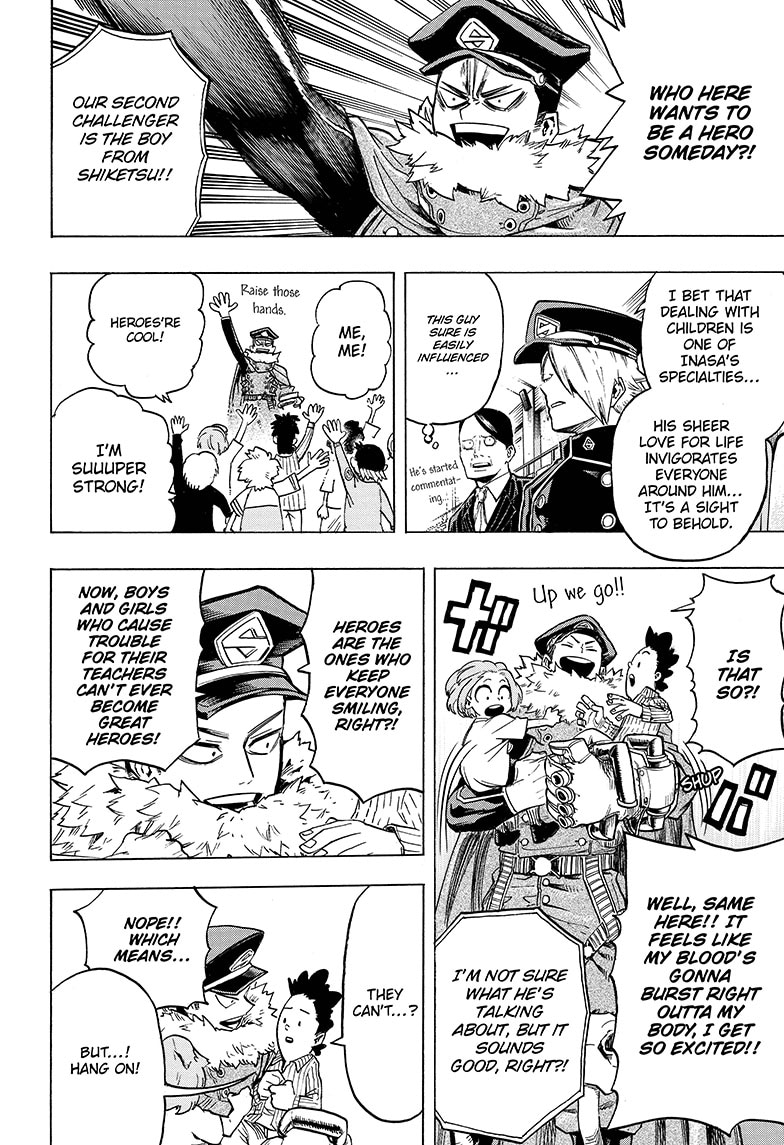 WHO HERE
WANTS TO
BE A HERO
SOMEDAY?!
OUR SECOND
CHALLENGER
IS THE BOY
FROM
SHIKETSU!!
I BET THAT
DEALING WITH
CHILDREN IS
ONE OF
INASA'S
SPECIALTIES...
HIS SHEER
LOVE FOR LIFE
INVIGORATES
EVERYONE
AROUND HIM...
IT'S A SIGHT
TO BEHOLD.
THIS GUY
SURE IS
EASILY
INFLUENCED
...
He's started
commentat-
ing...
Raise those
hands.
ME,
ME!
HEROES'RE
COOL!
I'M
SUUUPER
STRONG!
Up we go!!
IS
THAT
SO?!
SHUP
WELL, SAME
HERE!! IT
FEELS LIKE
MY BLOOD'S
GONNA
BURST RIGHT
OUTTA MY
BODY, I GET
SO EXCITED!!
I'M NOT SURE
WHAT HE'S
TALKING
ABOUT, BUT IT
SOUNDS
GOOD, RIGHT?!
HEROES
ARE THE
ONES WHO
KEEP
EVERYONE
SMILING,
RIGHT?!
NOW, BOYS
AND GIRLS
WHO CAUSE
TROUBLE
FOR THEIR
TEACHERS
CAN'T EVER
BECOME
GREAT
HEROES!
THEY
CAN'T...?
NOPE!!
WHICH
MEANS...
BUT...!
HANG ON!